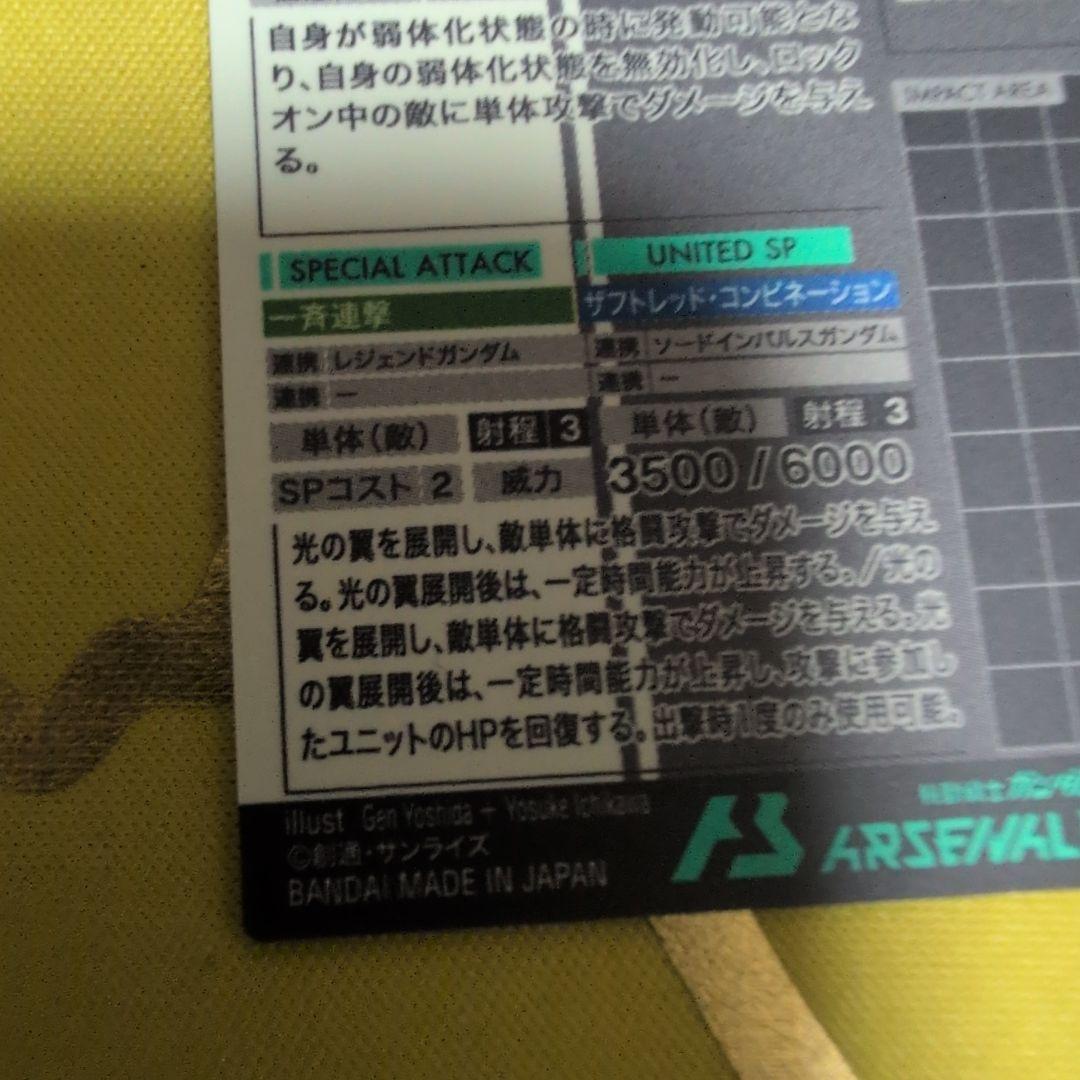 自身が弱体化状態の時に発動可能とな
り、自身の弱体化状態を無効化し、ロック
オン中の敵に単体攻撃でダメージを与え
る。
IMPACT AREA
SPECIAL ATTACK
UNITED SP
一斉連撃
ザフトレッド・コンビネーション
連携 レジェンドガンダム
連携 ソードインパルスガンダム
連携 ー
連携 ー
単体（敵） 射程 3
単体（敵） 射程 3
SPコスト 2 威力 3500 / 6000
光の翼を展開し、敵単体に格闘攻撃でダメージを与え
る。光の翼展開後は、一定時間能力が上昇する。/光の
翼を展開し、敵単体に格闘攻撃でダメージを与える。光
の翼展開後は、一定時間能力が上昇し、攻撃に参加し
たユニットのHPを回復する。出撃時1度のみ使用可能。
illust Gen Yoshida + Yosuke Ichikawa
©創通・サンライズ
BANDAI MADE IN JAPAN
機動戦士ガンダ
ARSENAL